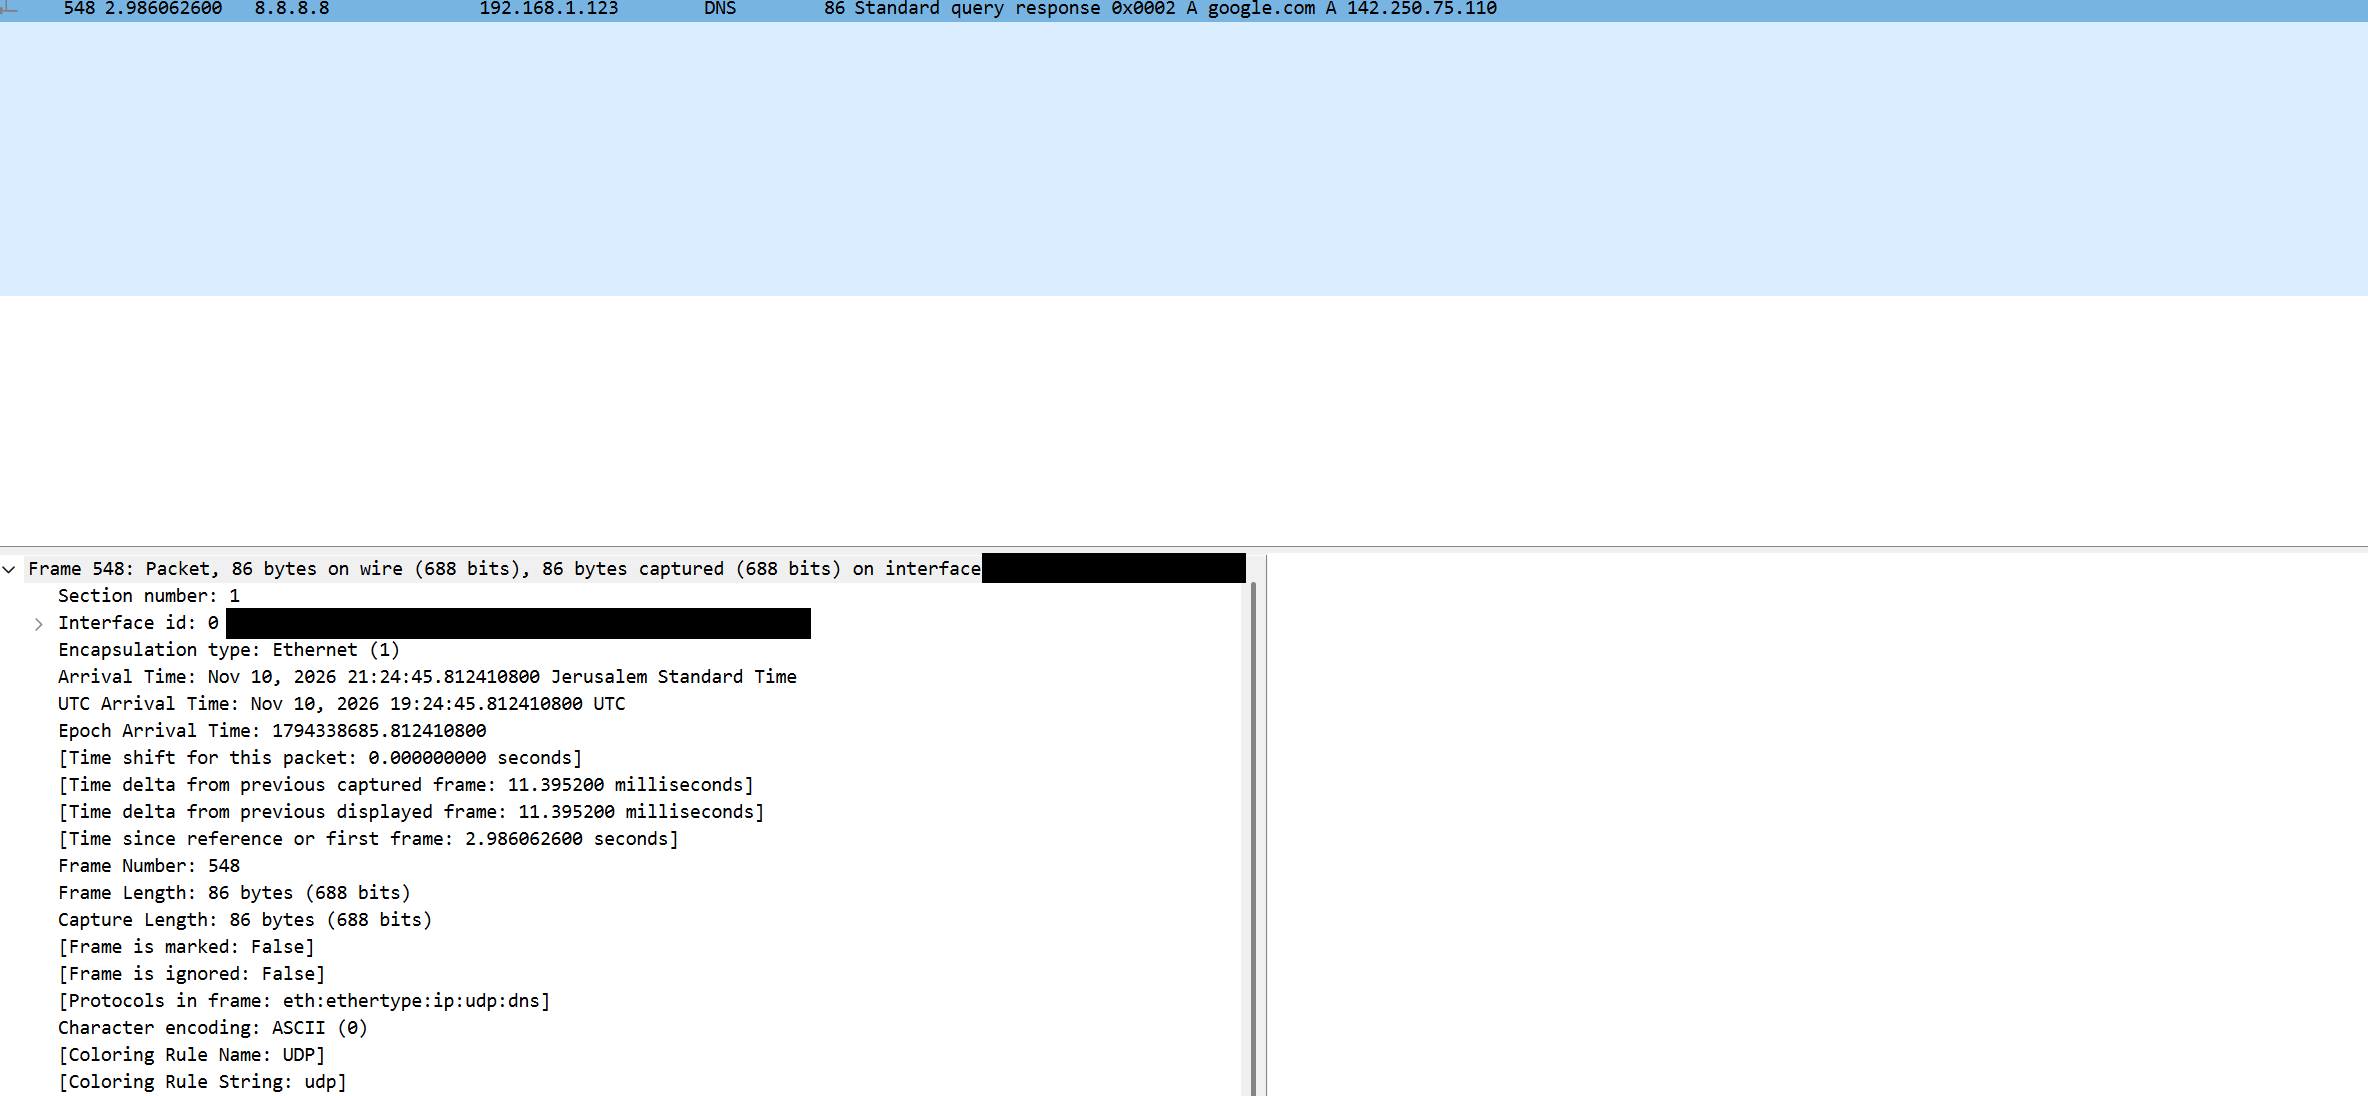 548 2.986062600 8.8.8.8 192.168.1.123 DNS 86 Standard query response 0x0002 A google.com A 142.250.75.110
Frame 548: Packet, 86 bytes on wire (688 bits), 86 bytes captured (688 bits) on interface
Section number: 1
Interface id: 0
Encapsulation type: Ethernet (1)
Arrival Time: Nov 10, 2026 21:24:45.812410800 Jerusalem Standard Time
UTC Arrival Time: Nov 10, 2026 19:24:45.812410800 UTC
Epoch Arrival Time: 1794338685.812410800
[Time shift for this packet: 0.000000000 seconds]
[Time delta from previous captured frame: 11.395200 milliseconds]
[Time delta from previous displayed frame: 11.395200 milliseconds]
[Time since reference or first frame: 2.986062600 seconds]
Frame Number: 548
Frame Length: 86 bytes (688 bits)
Capture Length: 86 bytes (688 bits)
[Frame is marked: False]
[Frame is ignored: False]
[Protocols in frame: eth:ethertype:ip:udp:dns]
Character encoding: ASCII (0)
[Coloring Rule Name: UDP]
[Coloring Rule String: udp]